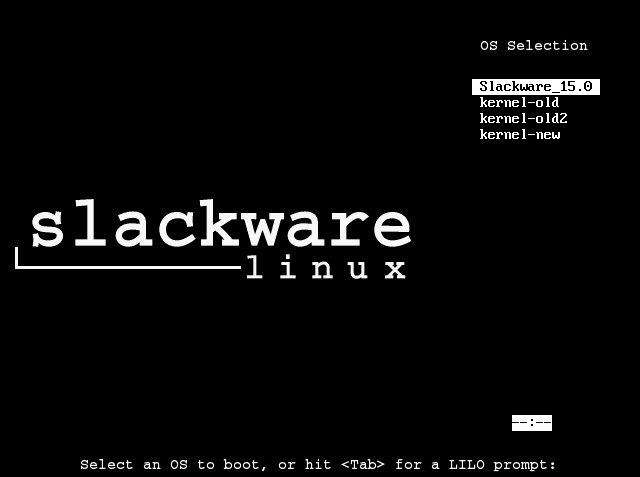 OS Selection
Slackware_15.0
kernel-old
kernel-old2
kernel-new
slackware
linux
--:--
Select an OS to boot, or hit <Tab> for a LILO prompt: